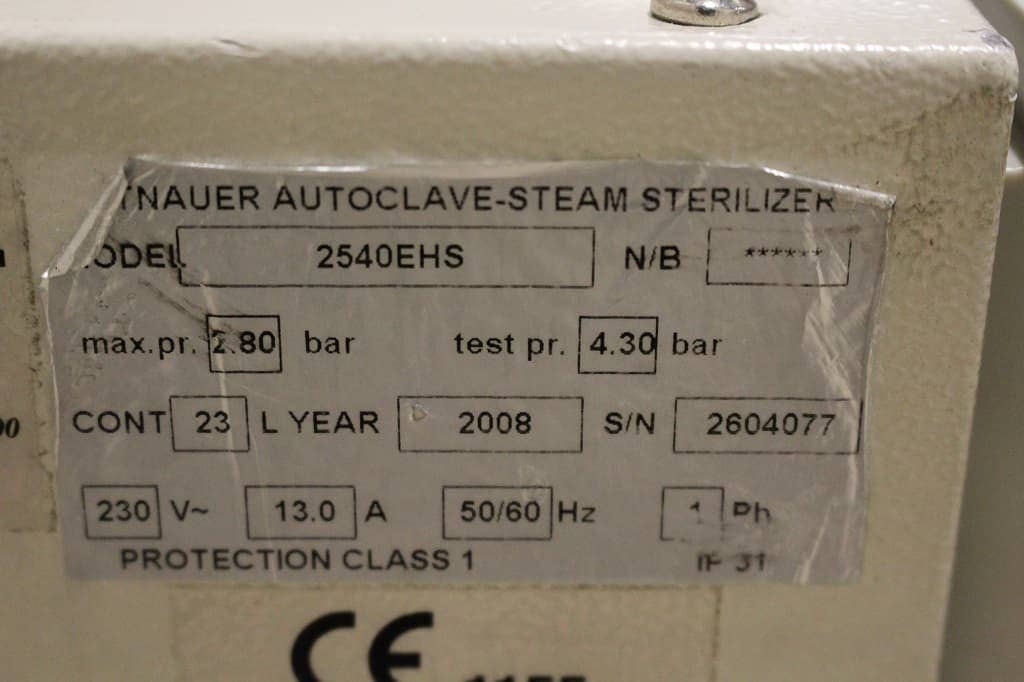 TNAUER AUTOCLAVE-STEAM STERILIZER
MODEL 2540EHS N/B ******
max.pr. 2.80 bar test pr. 4.30 bar
CONT 23 L YEAR 2008 S/N 2604077
230 V~ 13.0 A 50/60 Hz 1 Ph
PROTECTION CLASS 1 IP 31
CE